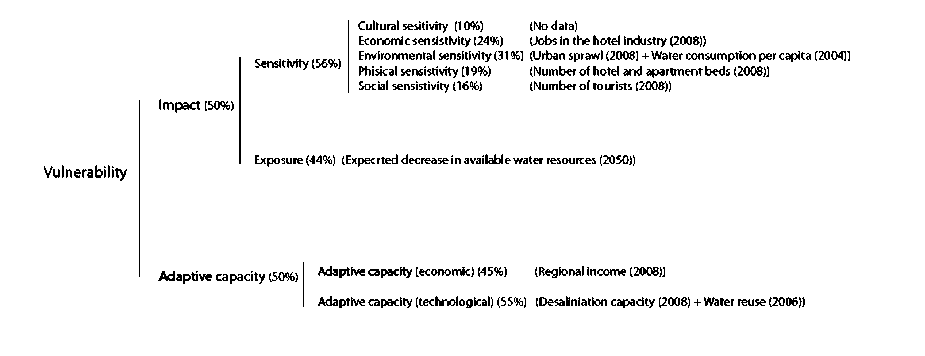 Cultural sesitivity (10%) (No data)
Economic sensistivity (24%) (Jobs in the hotel industry (2008))
Environmental sensitivity (31%) (Urban sprawl (2008) + Water consumption per capita (2004))
Sensitivity (56%)
Phisical sensistivity (19%) (Number of hotel and apartment beds (2008))
Social sensistivity (16%) (Number of tourists (2008))
Impact (50%)
Exposure (44%) (Expecrted decrease in available water resources (2050))
Vulnerability
Adaptive capacity (50%)
Adaptive capacity (economic) (45%) (Regional income (2008))
Adaptive capacity (technological) (55%) (Desaliniation capacity (2008) + Water reuse (2006))